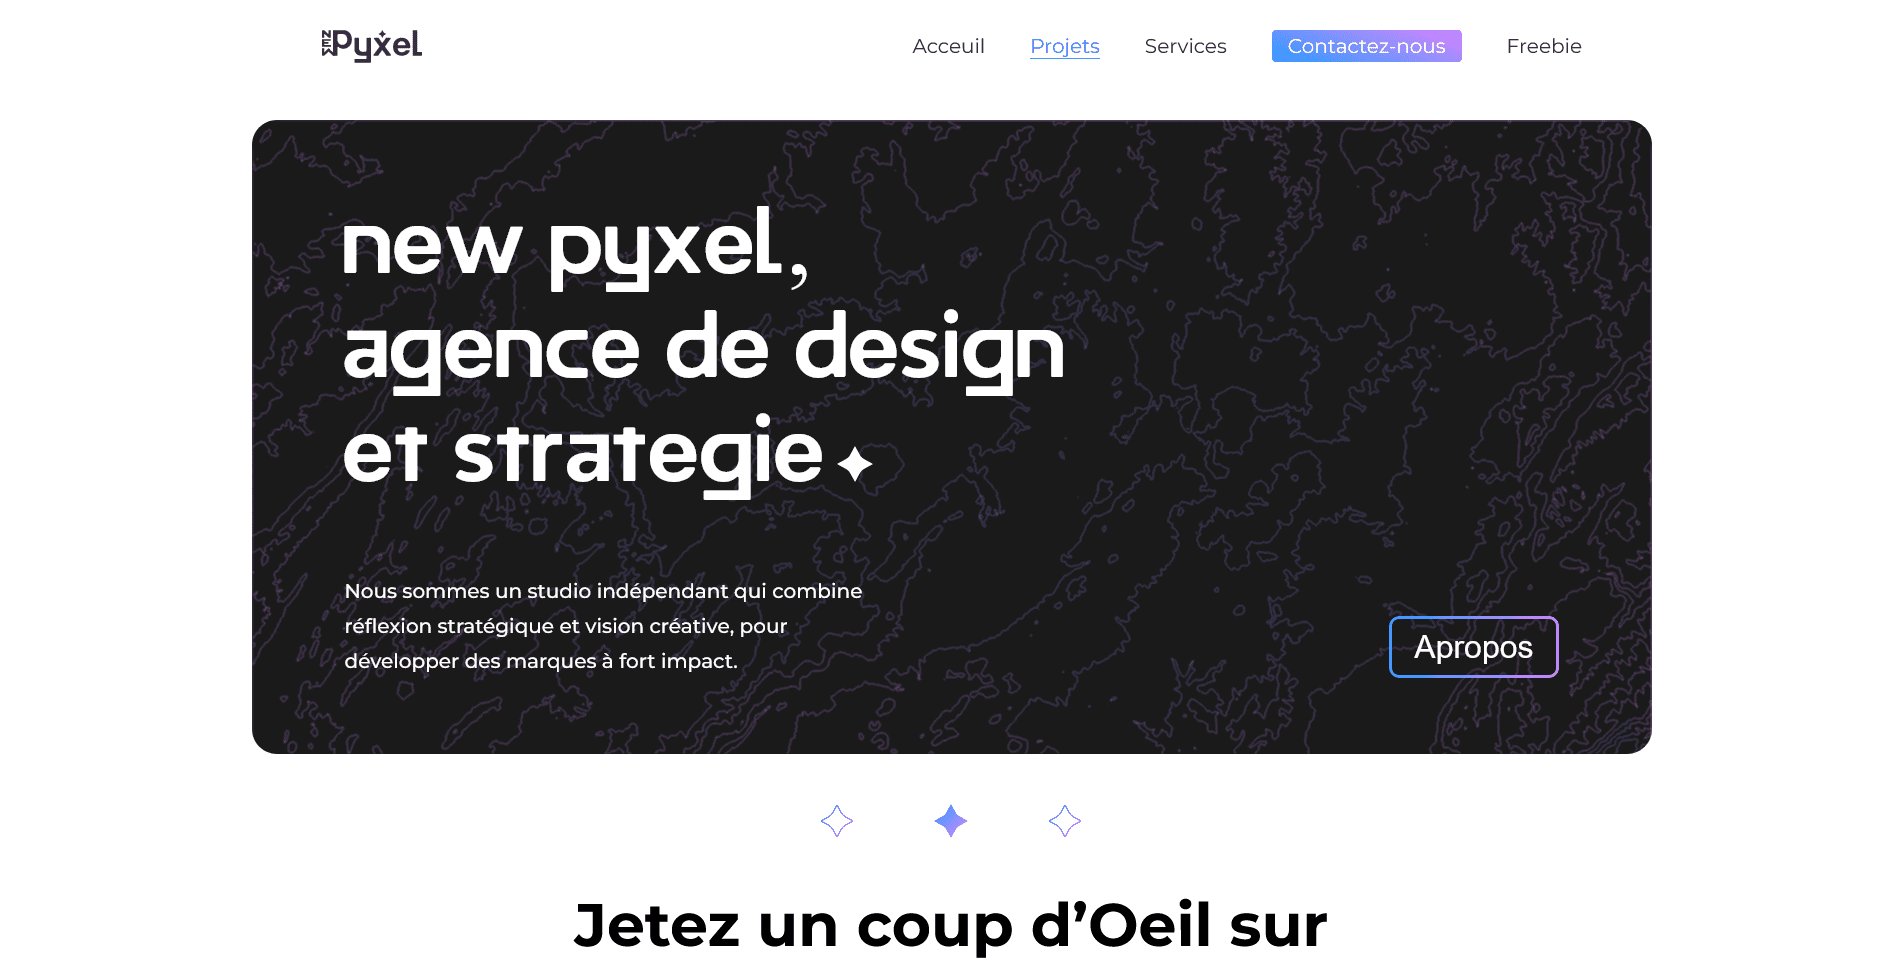 NEW Pyxel
Acceuil Projets Services Contactez-nous Freebie
new pyxel,
agence de design
et strategie
Nous sommes un studio indépendant qui combine
réflexion stratégique et vision créative, pour
développer des marques à fort impact.
Apropos
Jetez un coup d’Oeil sur